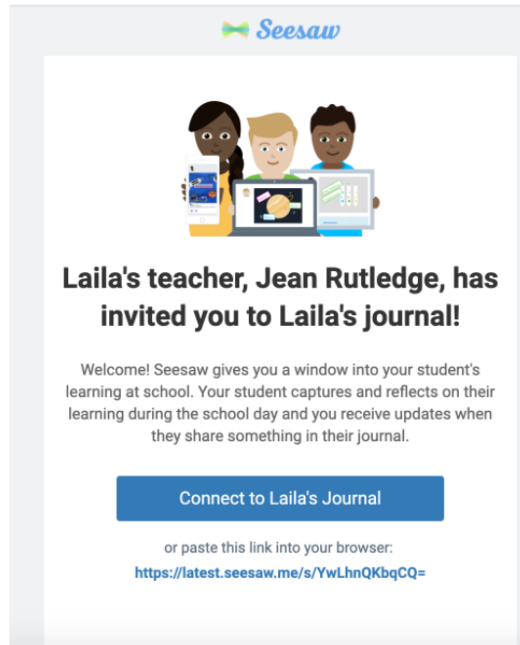 Seesaw
Laila's teacher, Jean Rutledge, has
invited you to Laila's journal!
Welcome! Seesaw gives you a window into your student's
learning at school. Your student captures and reflects on their
learning during the school day and you receive updates when
they share something in their journal.
Connect to Laila's Journal
or paste this link into your browser:
https://latest.seesaw.me/s/YwLhnQKbqCQ=